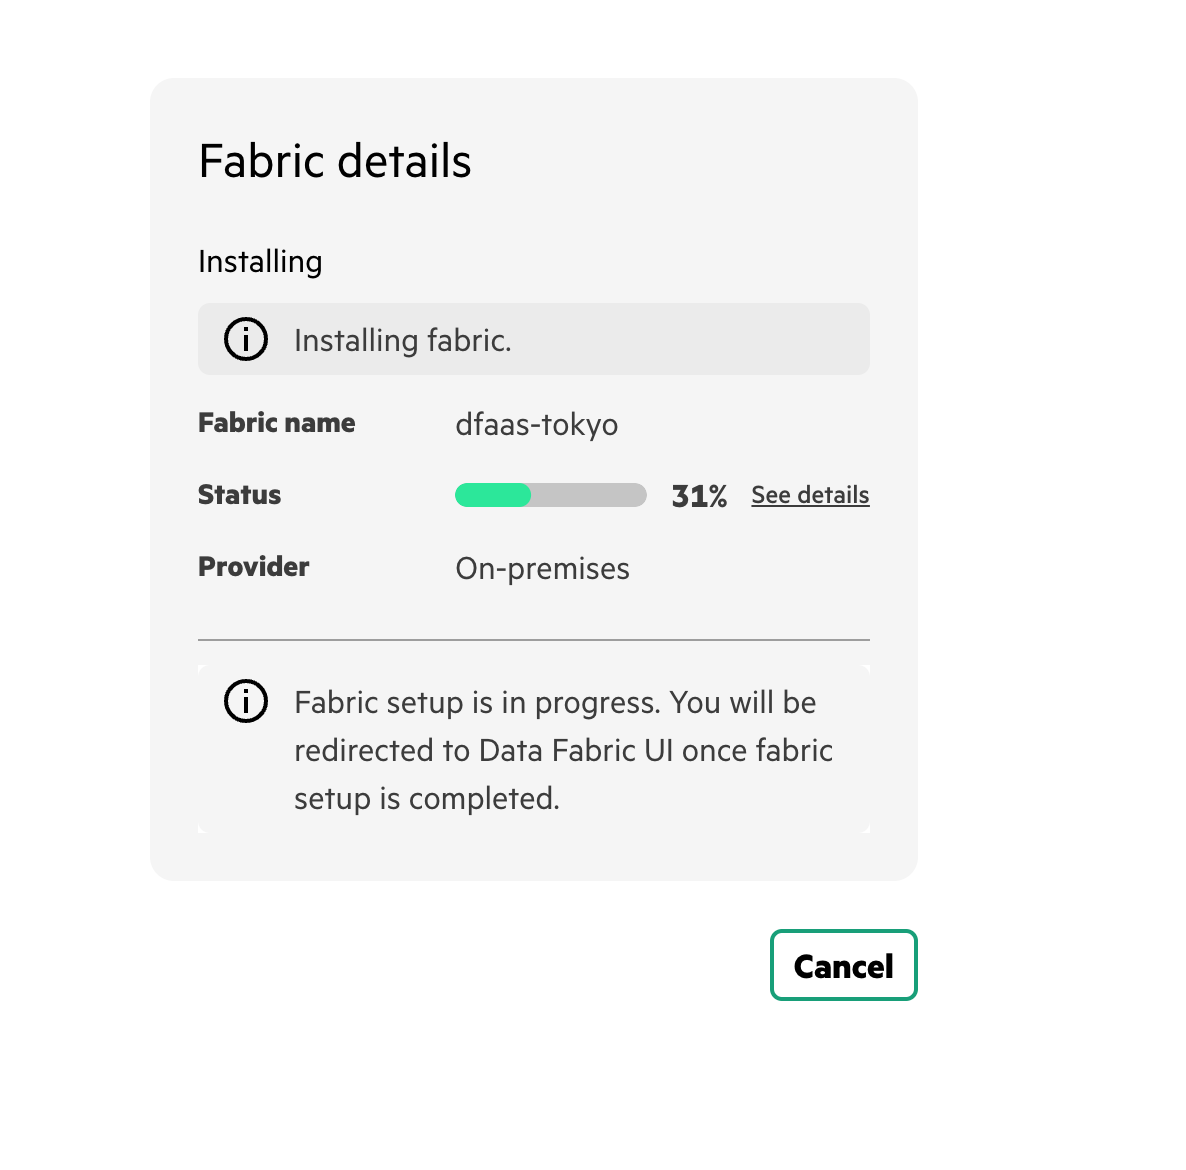 Fabric details
Installing
Installing fabric.
Fabric name dfaas-tokyo
Status 31% See details
Provider On-premises
Fabric setup is in progress. You will be
redirected to Data Fabric UI once fabric
setup is completed.
Cancel